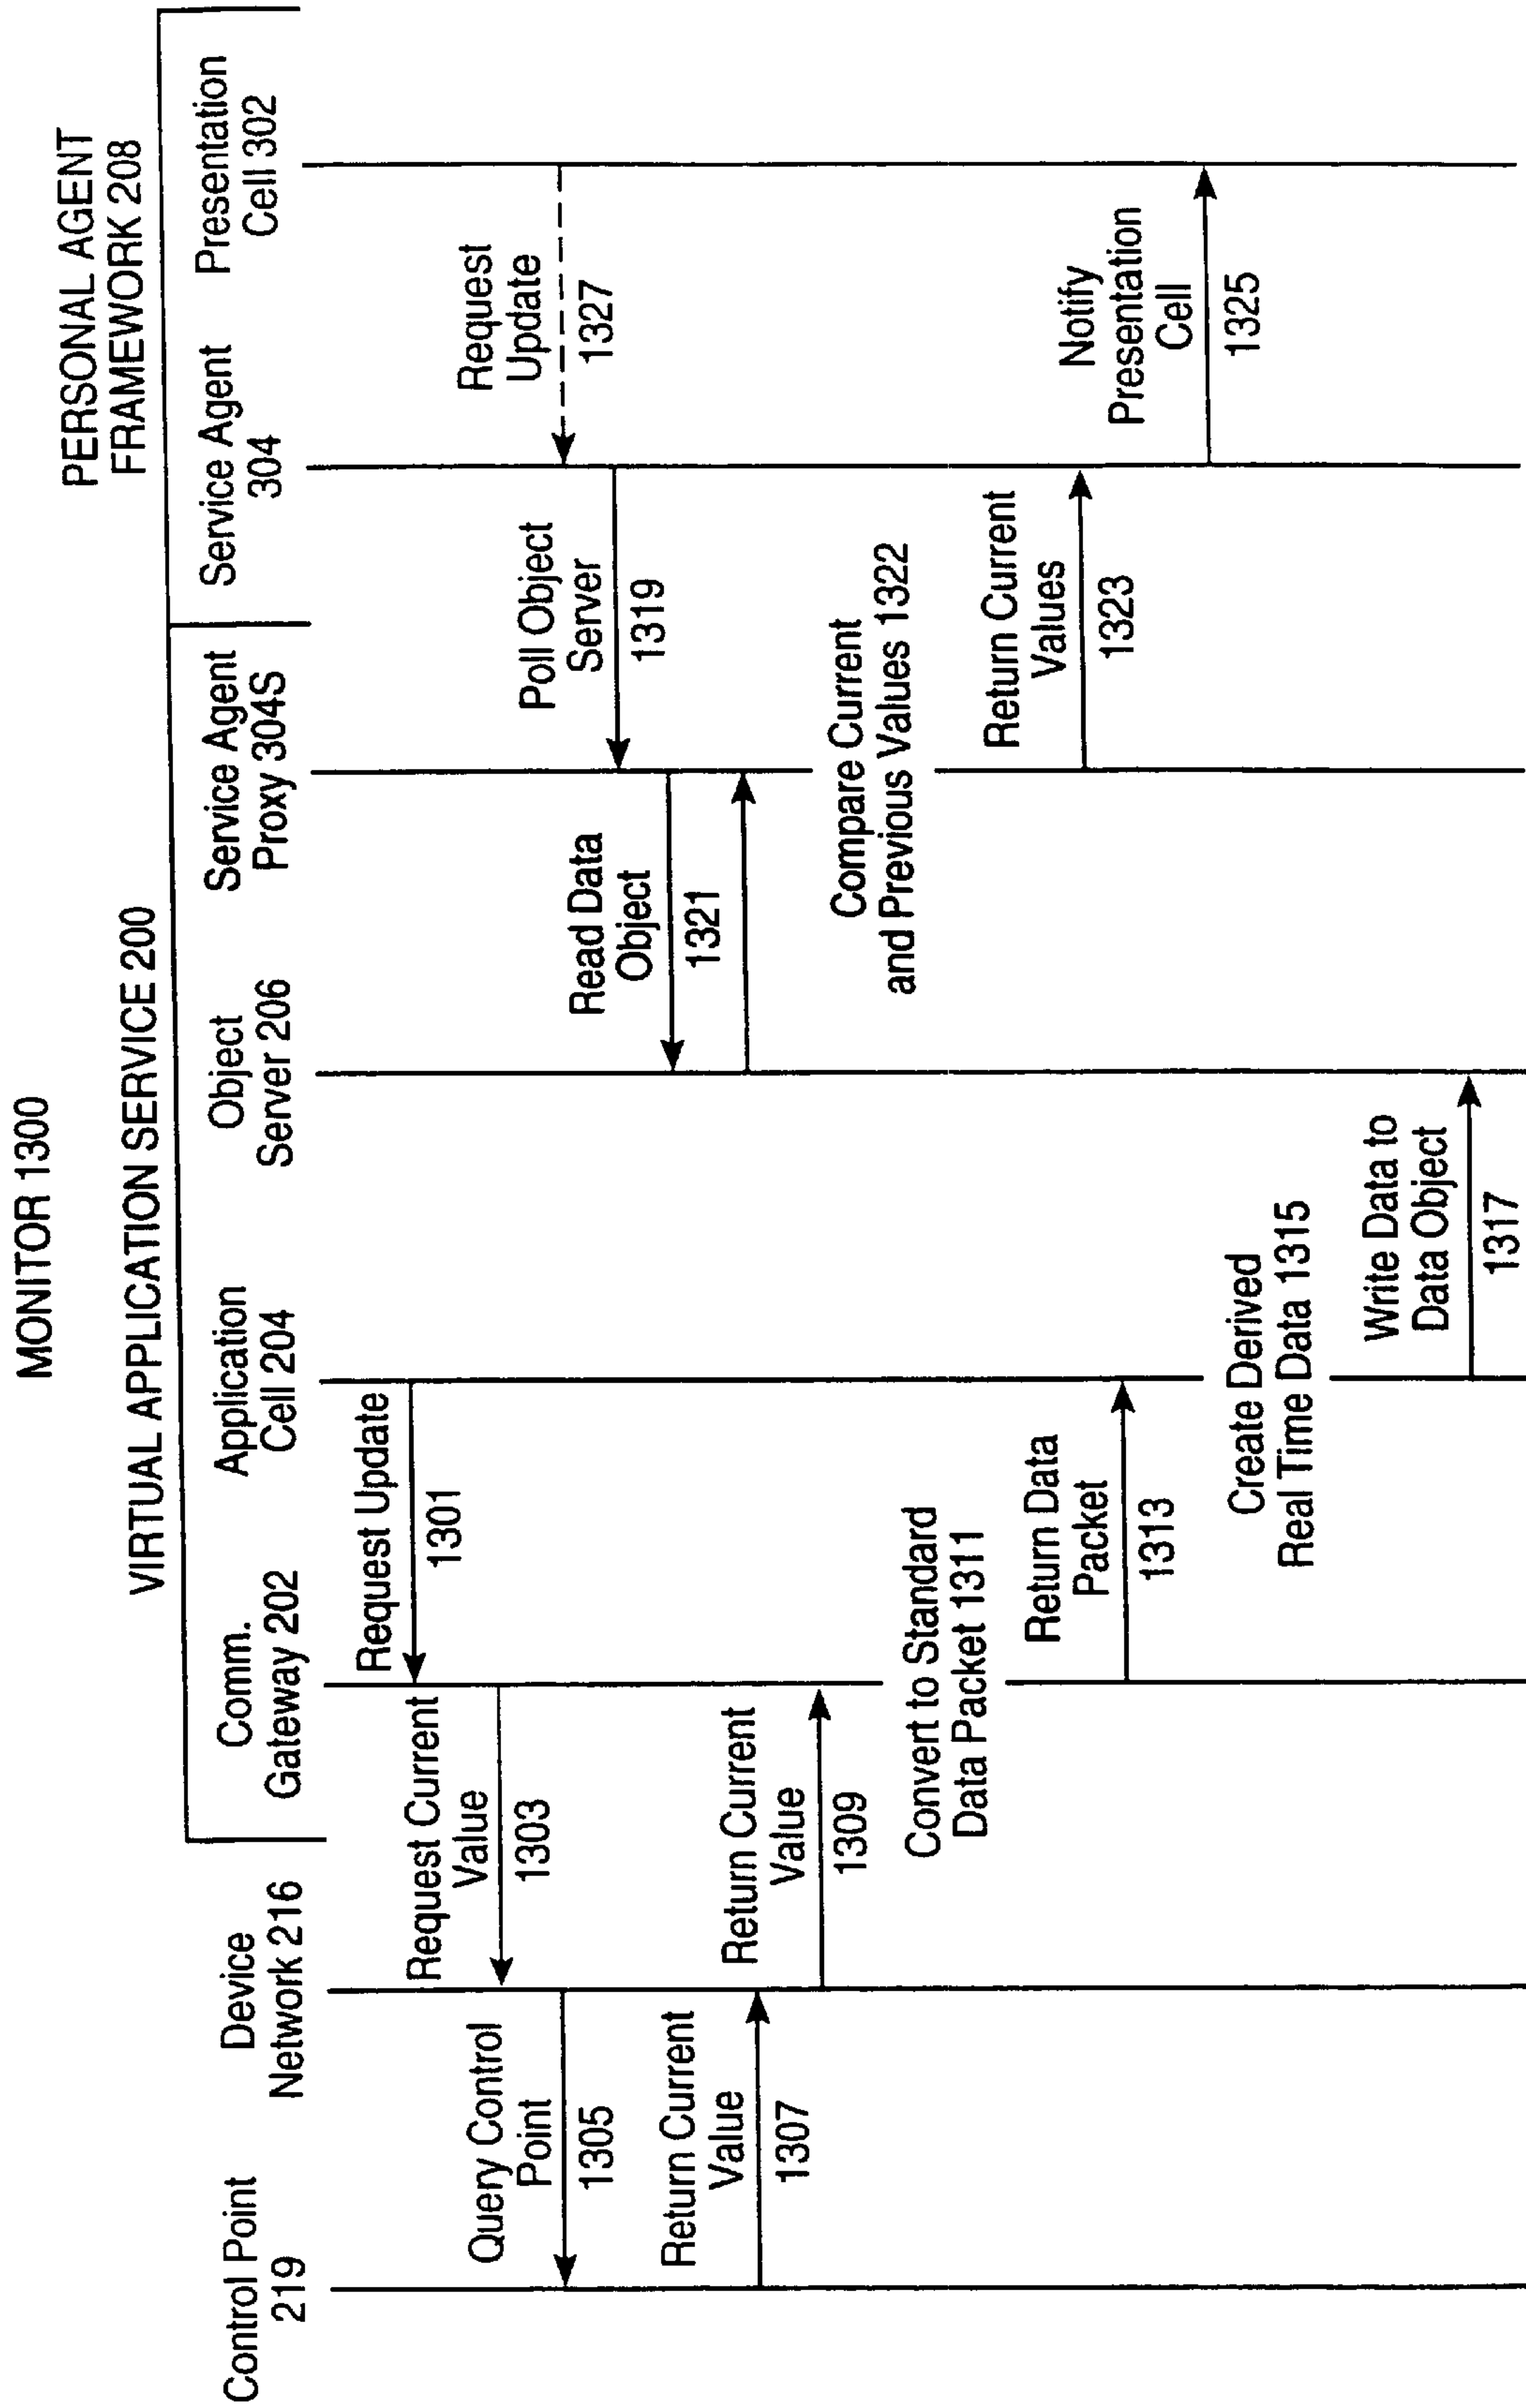 MONITOR 1300
VIRTUAL APPLICATION SERVICE 200
PERSONAL AGENT
FRAMEWORK 208
Control Point
219
Device
Network 216
Comm.
Gateway 202
Application
Cell 204
Object
Server 206
Service Agent
Proxy 304S
Service Agent
304
Presentation
Cell 302
Request Update
1301
Request Current
Value
1303
Query Control
Point
1305
Return Current
Value
1307
Return Current
Value
1309
Convert to Standard
Data Packet 1311
Return Data
Packet
1313
Create Derived
Real Time Data 1315
Write Data to
Data Object
1317
Request
Update
1327
Poll Object
Server
1319
Read Data
Object
1321
Compare Current
and Previous Values 1322
Return Current
Values
1323
Notify
Presentation
Cell
1325